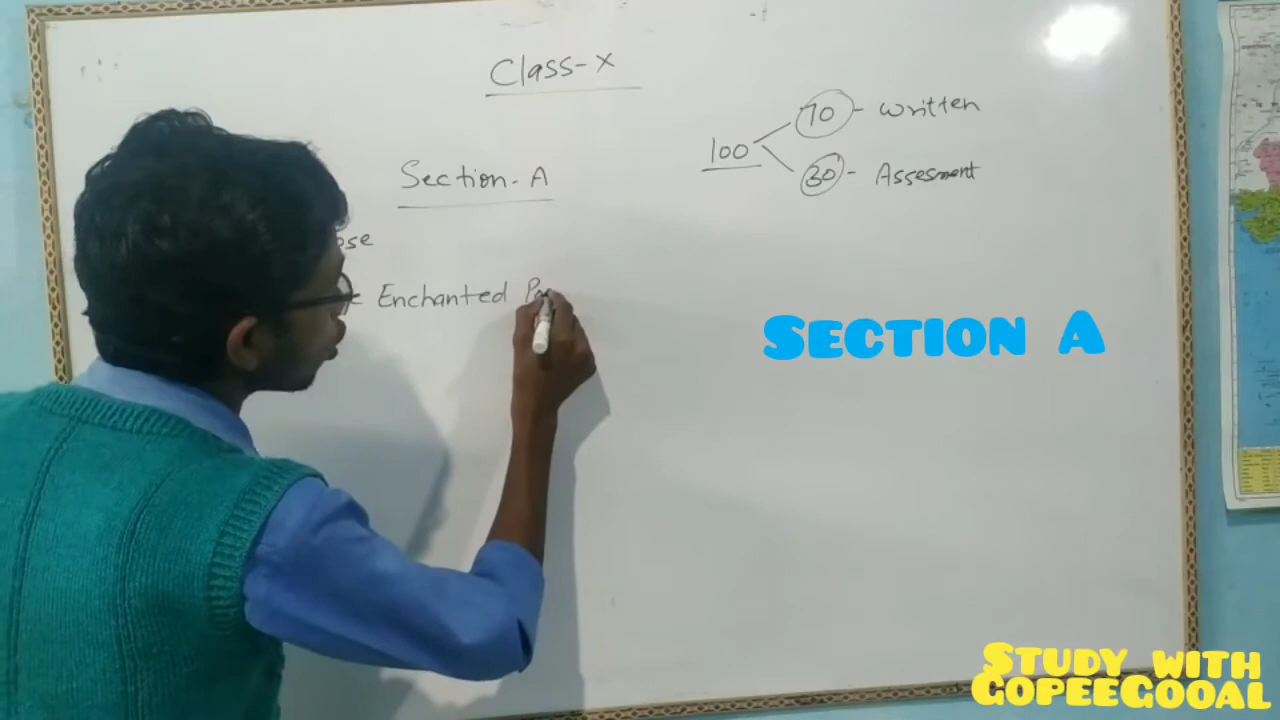 Class-X
100
70 - Written
30 - Assesment
Section-A
Enchanted
SECTION A
STUDY WITH
GOPEEGOOAL